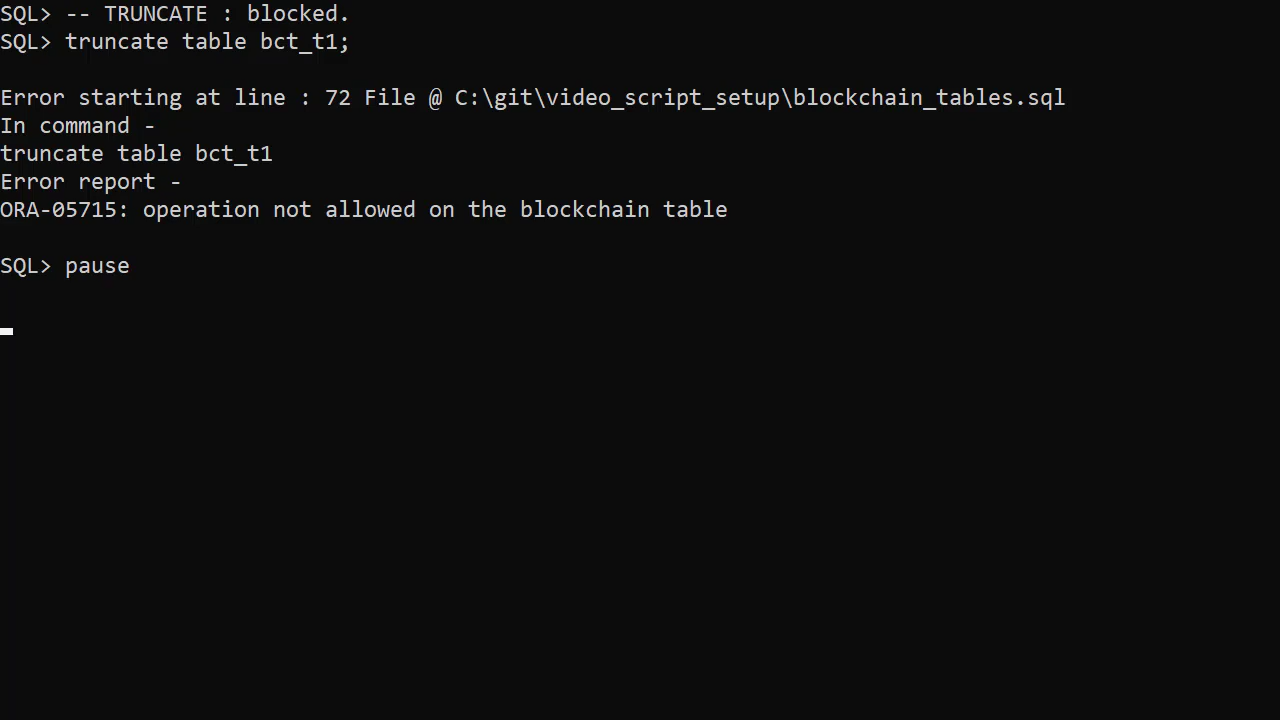 SQL> -- TRUNCATE : blocked.
SQL> truncate table bct_t1;
Error starting at line : 72 File @ C:\git\video_script_setup\blockchain_tables.sql
In command -
truncate table bct_t1
Error report -
ORA-05715: operation not allowed on the blockchain table
SQL> pause